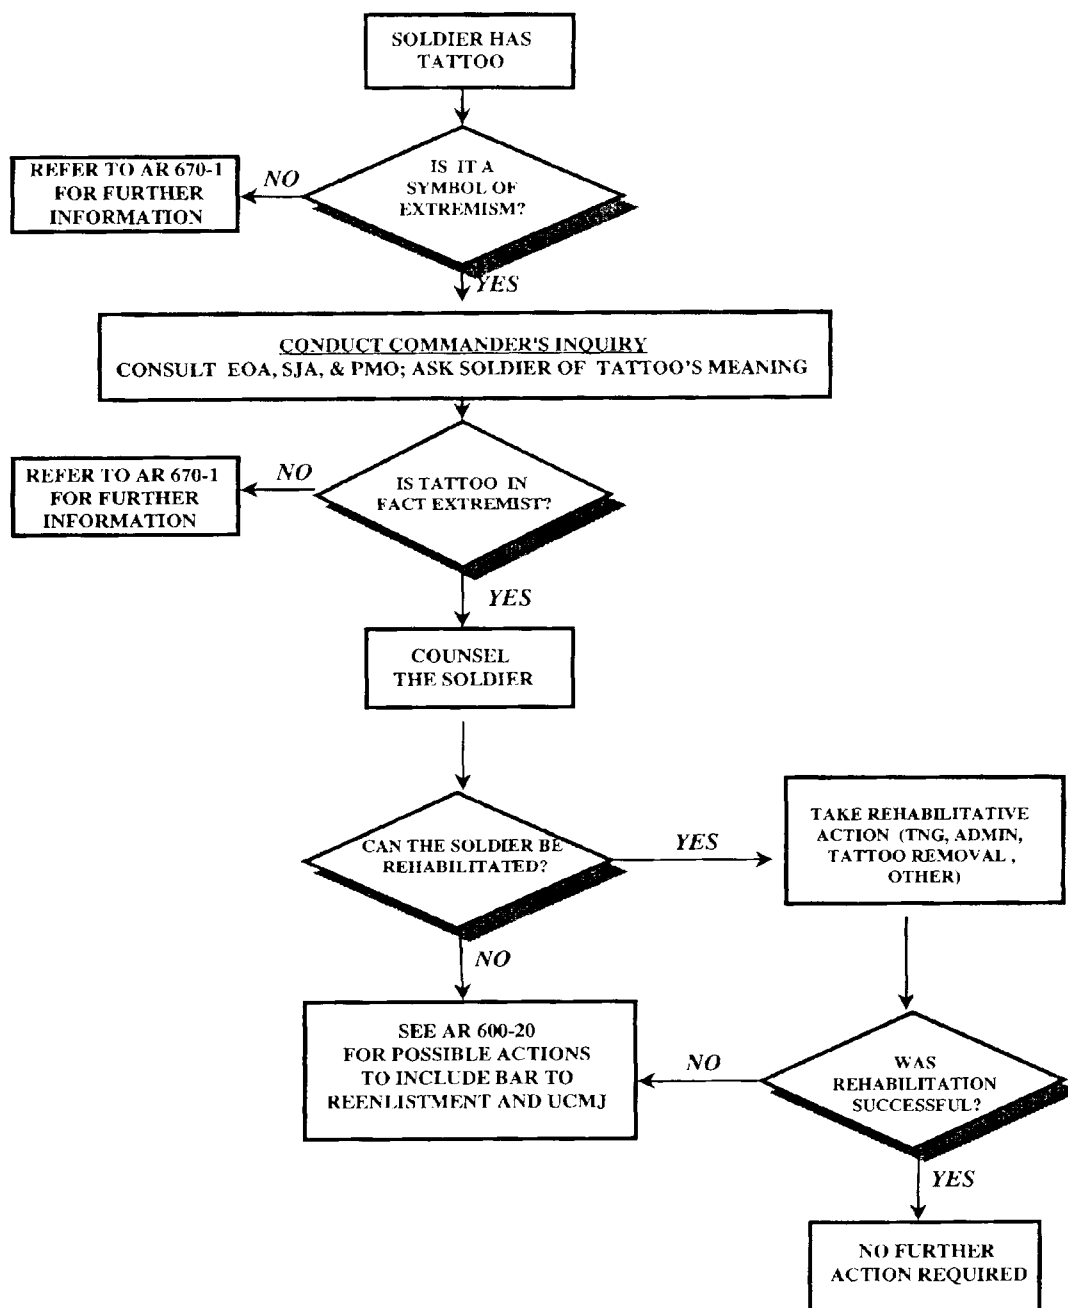 SOLDIER HAS
TATTOO
IS IT A
SYMBOL OF
EXTREMISM?
NO
REFER TO AR 670-1
FOR FURTHER
INFORMATION
YES
CONDUCT COMMANDER'S INQUIRY
CONSULT EOA, SJA, & PMO; ASK SOLDIER OF TATTOO'S MEANING
IS TATTOO IN
FACT EXTREMIST?
NO
REFER TO AR 670-1
FOR FURTHER
INFORMATION
YES
COUNSEL
THE SOLDIER
CAN THE SOLDIER BE
REHABILITATED?
YES
TAKE REHABILITATIVE
ACTION (TNG, ADMIN,
TATTOO REMOVAL ,
OTHER)
NO
SEE AR 600-20
FOR POSSIBLE ACTIONS
TO INCLUDE BAR TO
REENLISTMENT AND UCMJ
NO
WAS
REHABILITATION
SUCCESSFUL?
YES
NO FURTHER
ACTION REQUIRED